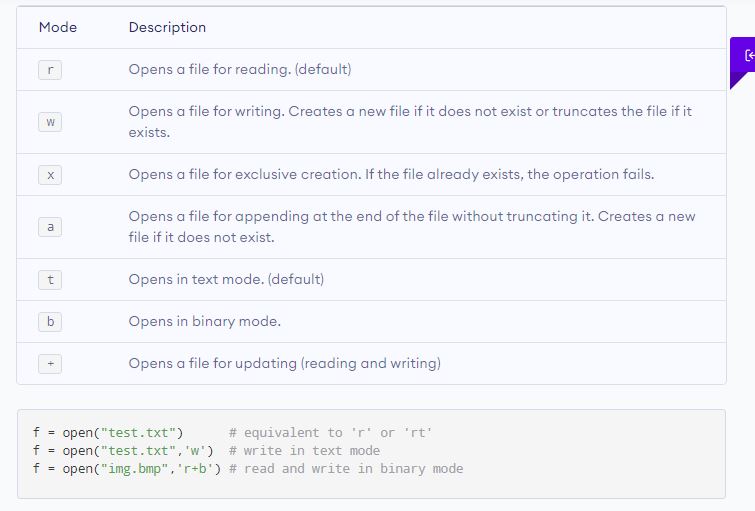 Mode Description
r Opens a file for reading. (default)
w Opens a file for writing. Creates a new file if it does not exist or truncates the file if it
exists.
x Opens a file for exclusive creation. If the file already exists, the operation fails.
a Opens a file for appending at the end of the file without truncating it. Creates a new
file if it does not exist.
t Opens in text mode. (default)
b Opens in binary mode.
+ Opens a file for updating (reading and writing)
f = open("test.txt")      # equivalent to 'r' or 'rt'
f = open("test.txt",'w')  # write in text mode
f = open("img.bmp",'r+b') # read and write in binary mode